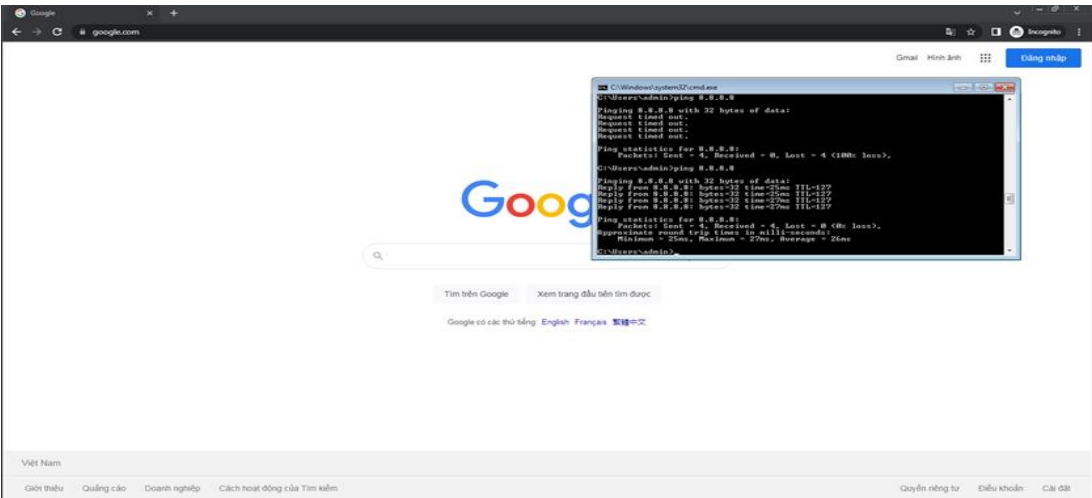 Google
google.com
Incognito
Gmail Hình ảnh
Đăng nhập
C:\Windows\system32\cmd.exe
C:\Users\admin>ping 8.8.8.8
Pinging 8.8.8.8 with 32 bytes of data:
Request timed out.
Request timed out.
Request timed out.
Request timed out.
Ping statistics for 8.8.8.8:
Packets: Sent = 4, Received = 0, Lost = 4 (100% loss),
C:\Users\admin>ping 8.8.8.8
Pinging 8.8.8.8 with 32 bytes of data:
Reply from 8.8.8.8: bytes=32 time=25ms TTL=127
Reply from 8.8.8.8: bytes=32 time=25ms TTL=127
Reply from 8.8.8.8: bytes=32 time=27ms TTL=127
Reply from 8.8.8.8: bytes=32 time=27ms TTL=127
Ping statistics for 8.8.8.8:
Packets: Sent = 4, Received = 4, Lost = 0 (0% loss),
Approximate round trip times in milli-seconds:
Minimum = 25ms, Maximum = 27ms, Average = 26ms
C:\Users\admin>_
Goog
Tìm trên Google Xem trang đầu tiên tìm được
Google có các thứ tiếng: English Français 繁體中文
Việt Nam
Giới thiệu Quảng cáo Doanh nghiệp Cách hoạt động của Tìm kiếm
Quyền riêng tư Điều khoản Cài đặt